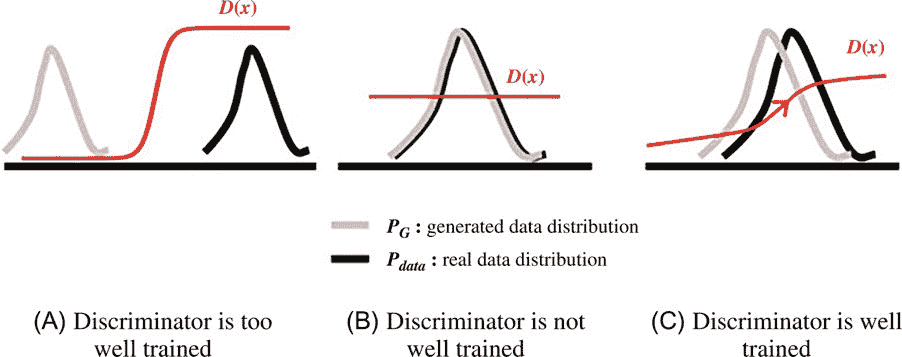 D(x)
D(x)
D(x)
P_G : generated data distribution
P_data : real data distribution
(A) Discriminator is too
well trained
(B) Discriminator is not
well trained
(C) Discriminator is well
trained